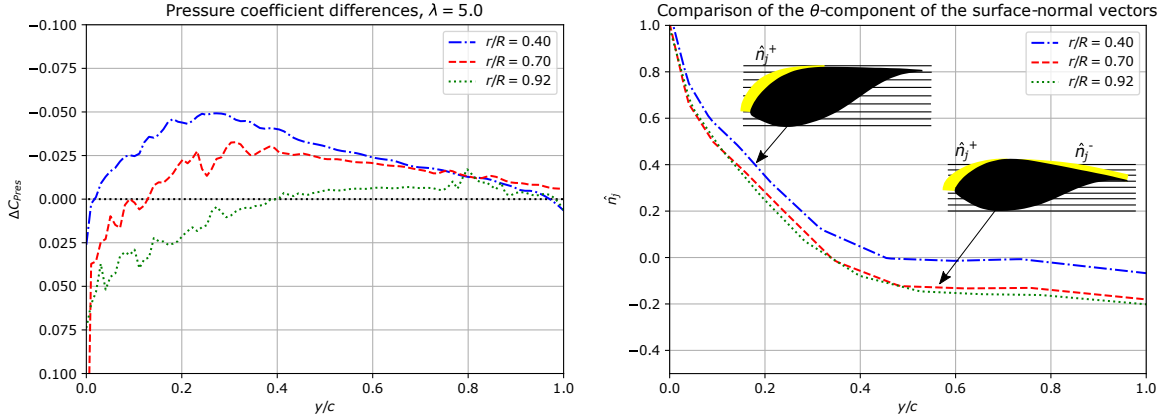 Pressure coefficient differences, λ = 5.0
−0.100
−0.075
−0.050
−0.025
0.000
0.025
0.050
0.075
0.100
ΔC_Pres
0.0 0.2 0.4 0.6 0.8 1.0
y/c
r/R = 0.40
r/R = 0.70
r/R = 0.92
Comparison of the θ-component of the surface-normal vectors
1.0
0.8
0.6
0.4
0.2
0.0
−0.2
−0.4
n̂_j
0.0 0.2 0.4 0.6 0.8 1.0
y/c
r/R = 0.40
r/R = 0.70
r/R = 0.92
n̂_j⁺
n̂_j⁺ n̂_j⁻